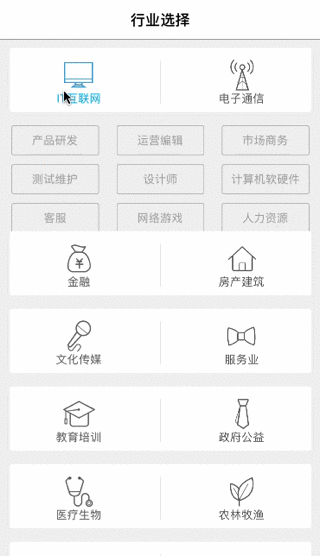 行业选择
IT互联网 电子通信
产品研发 运营编辑 市场商务
测试维护 设计师 计算机软硬件
客服 网络游戏 人力资源
金融 房产建筑
文化传媒 服务业
教育培训 政府公益
医疗生物 农林牧渔